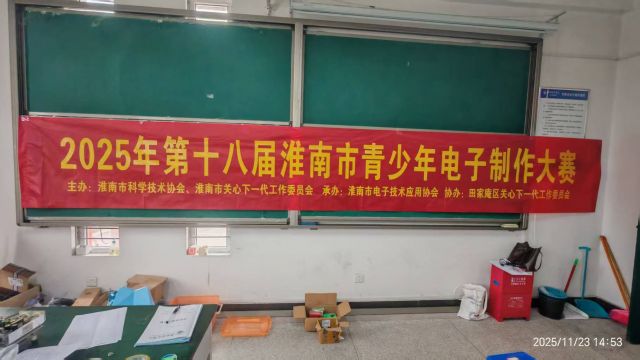 2025年第十八届淮南市青少年电子制作大赛
主办：淮南市科学技术协会、淮南市关心下一代工作委员会 承办：淮南市电子技术应用协会 协办：田家庵区关心下一代工作委员会
2025/11/23 14:53